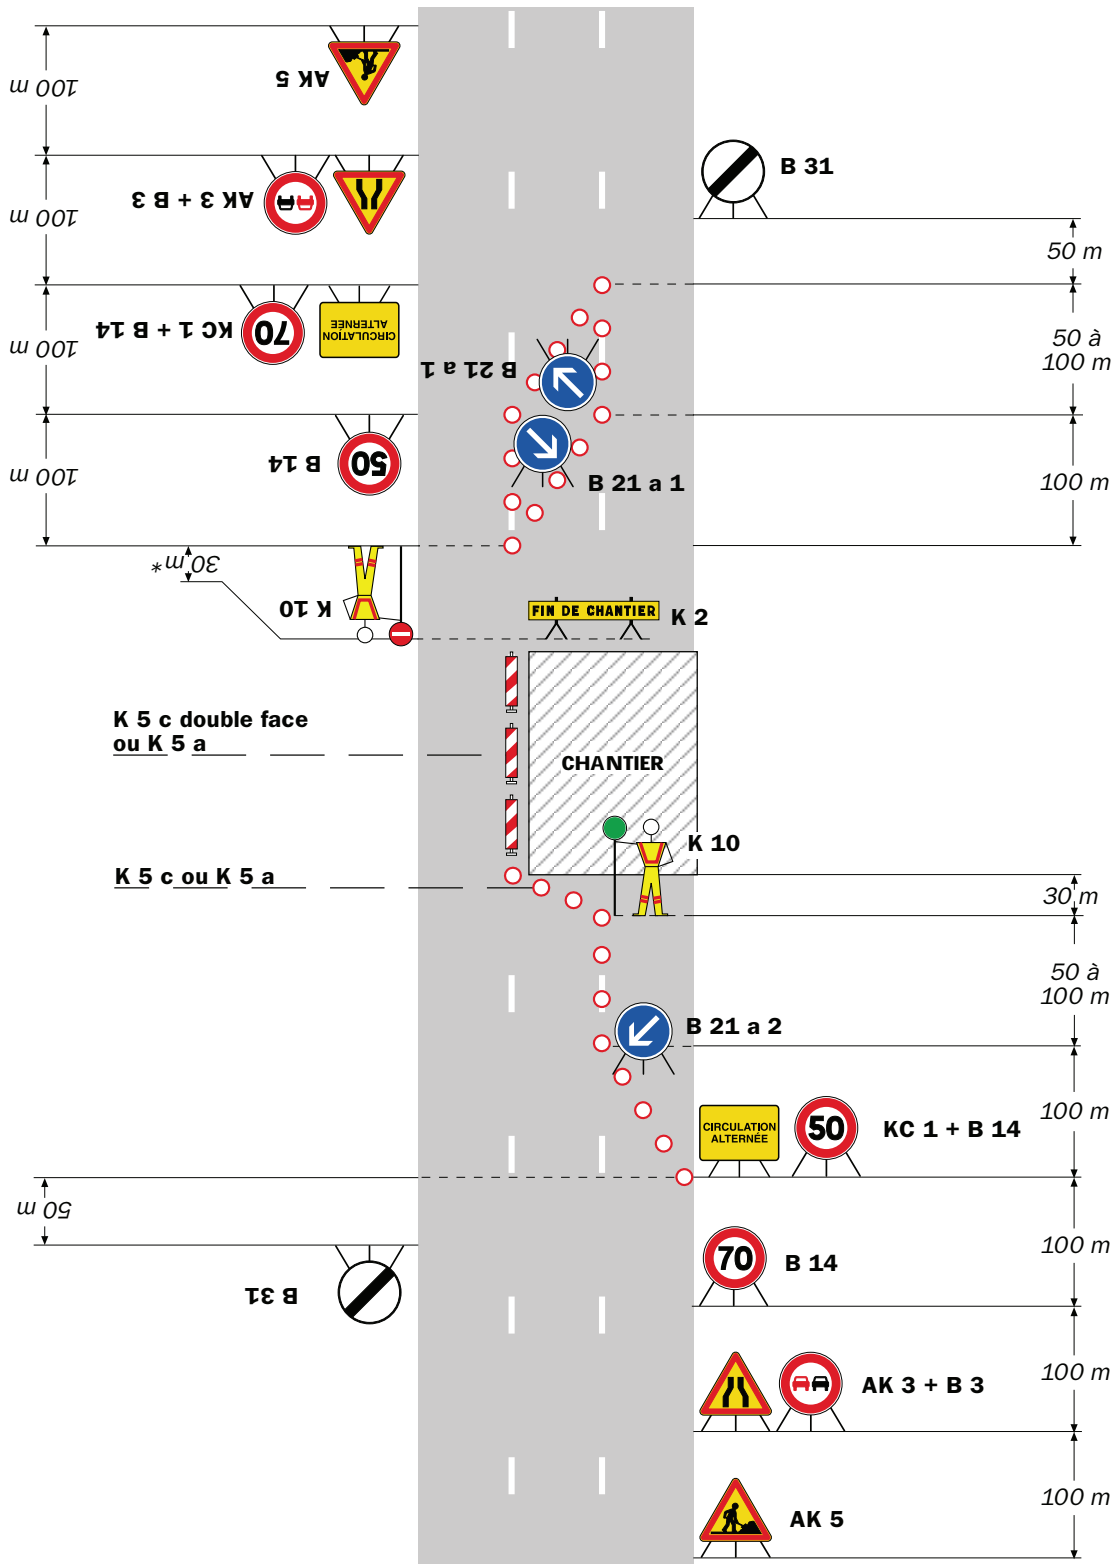 AK 5
100 m
AK 3 + B 3
100 m
B 31
50 m
KC 1 + B 14
70
CIRCULATION
ALTERNÉE
100 m
B 21 a 1
50 à
100 m
B 14
50
100 m
B 21 a 1
100 m
30 m*
K 10
FIN DE CHANTIER
K 2
K 5 c double face
ou K 5 a
CHANTIER
K 10
K 5 c ou K 5 a
30 m
50 à
100 m
B 21 a 2
CIRCULATION
ALTERNÉE
50
KC 1 + B 14
100 m
50 m
70
B 14
100 m
B 31
AK 3 + B 3
100 m
AK 5
100 m